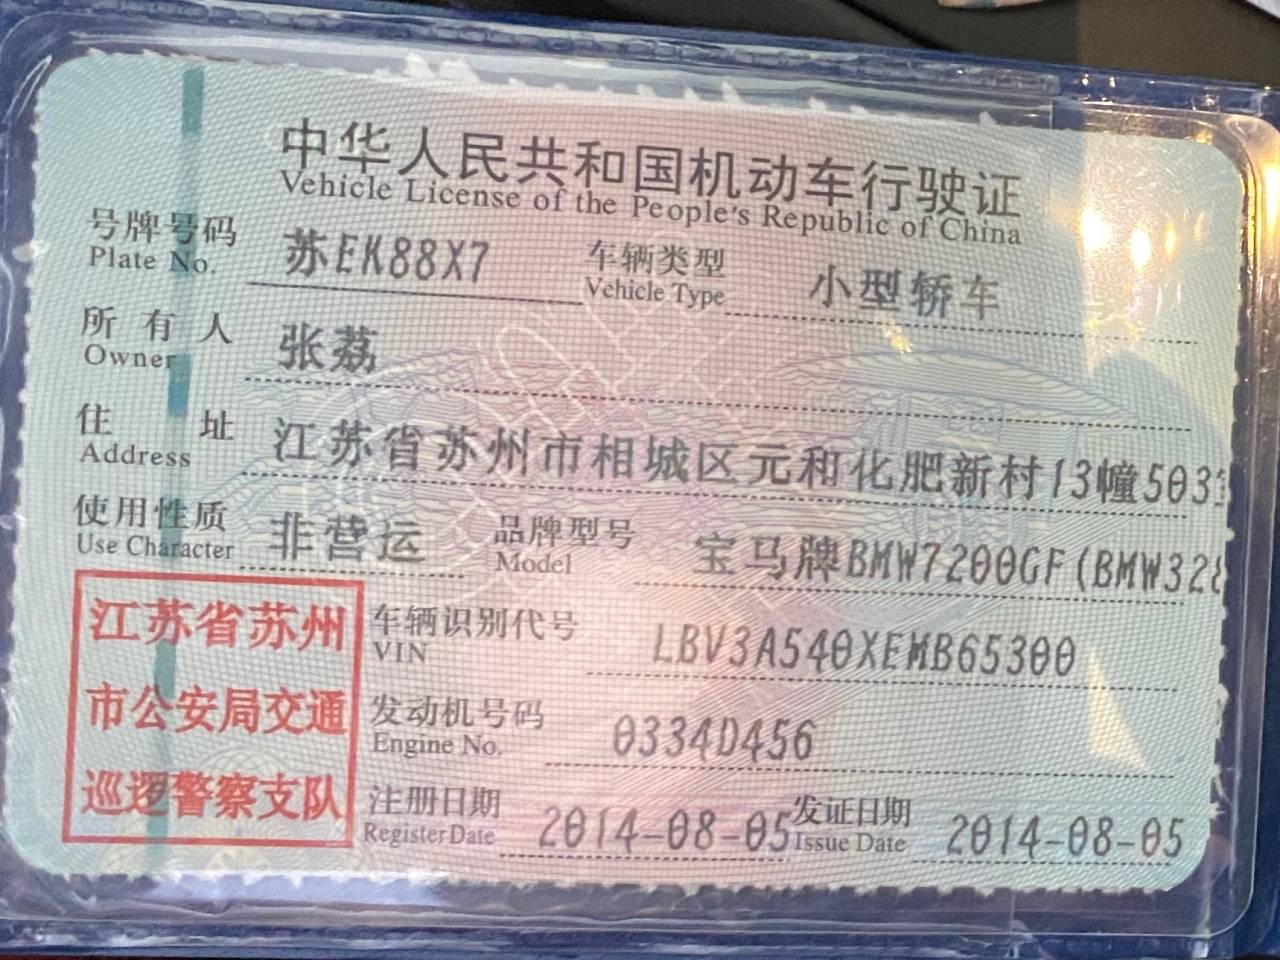 中华人民共和国机动车行驶证
Vehicle License of the People's Republic of China
号牌号码 苏EK88X7 车辆类型 小型轿车
Plate No. Vehicle Type
所有人 张荔
Owner
住址 江苏省苏州市相城区元和化肥新村13幢503
Address
使用性质 非营运 品牌型号 宝马牌BMW7200GF(BMW328
Use Character Model
江苏省苏州
市公安局交通
巡逻警察支队
车辆识别代号 LBV3A540XEMB65300
VIN
发动机号码 0334D456
Engine No.
注册日期 2014-08-05 发证日期 2014-08-05
Register Date Issue Date